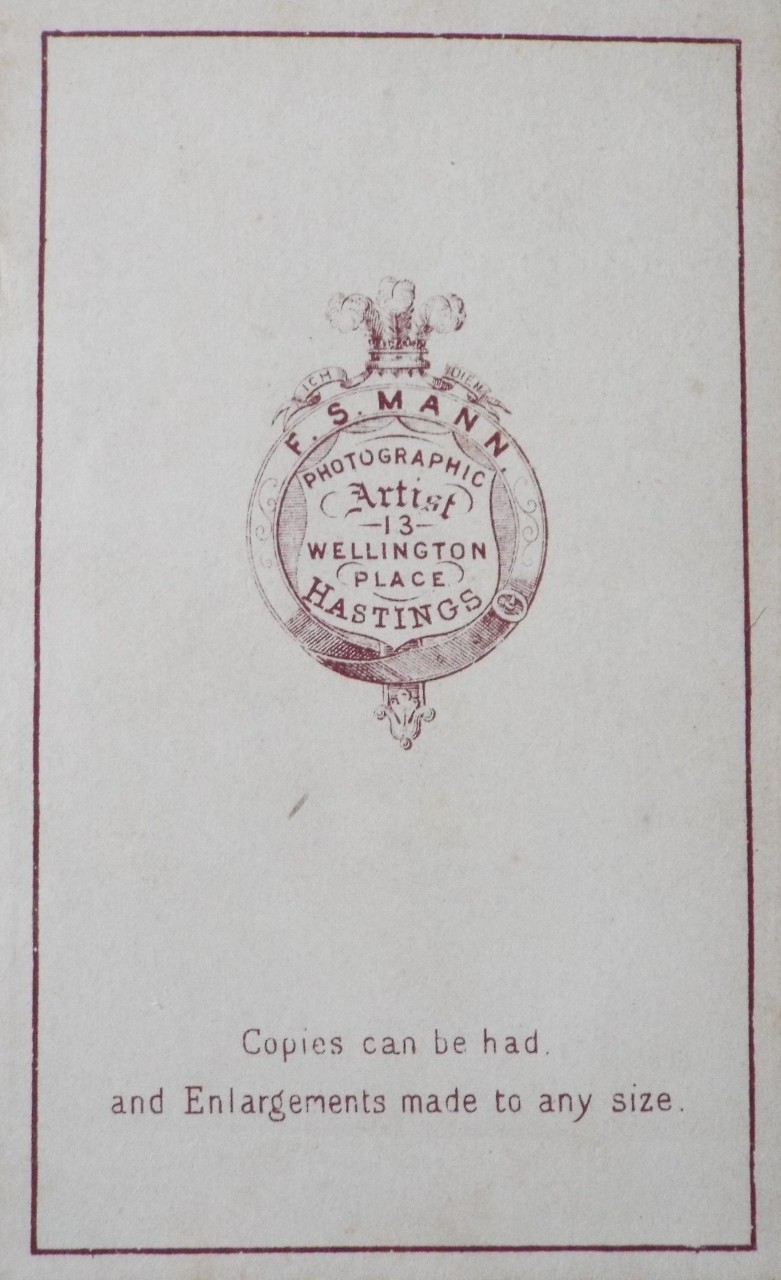 ICH DIEN
F. S. MANN.
PHOTOGRAPHIC
Artist
-13-
WELLINGTON
PLACE
HASTINGS
Copies can be had.
and Enlargements made to any size.